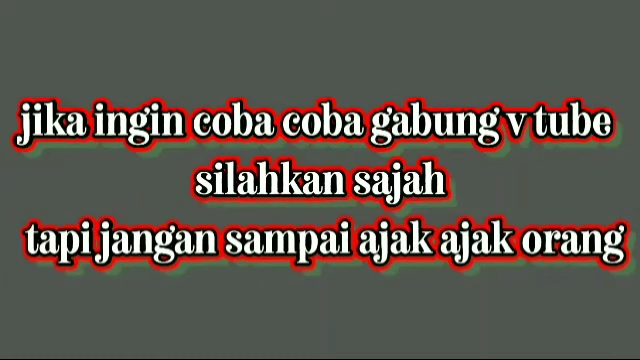 jika ingin coba coba gabung v tube
silahkan sajah
tapi jangan sampai ajak ajak orang